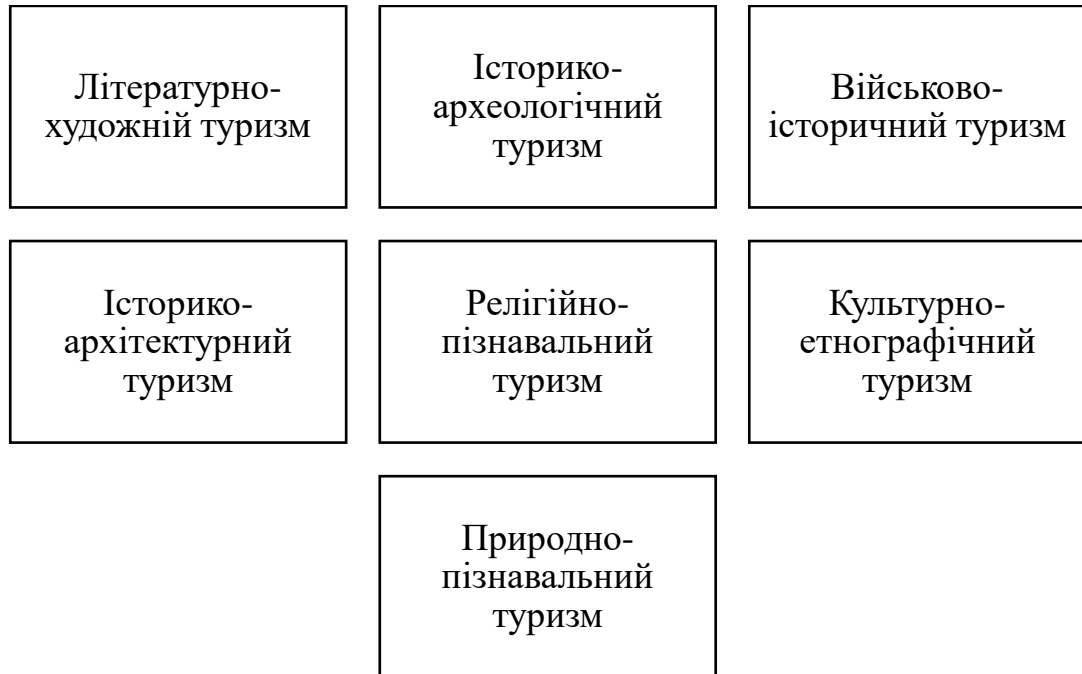 Літературно-
художній туризм
Історико-
археологічний
туризм
Військово-
історичний туризм
Історико-
архітектурний
туризм
Релігійно-
пізнавальний
туризм
Культурно-
етнографічний
туризм
Природно-
пізнавальний
туризм